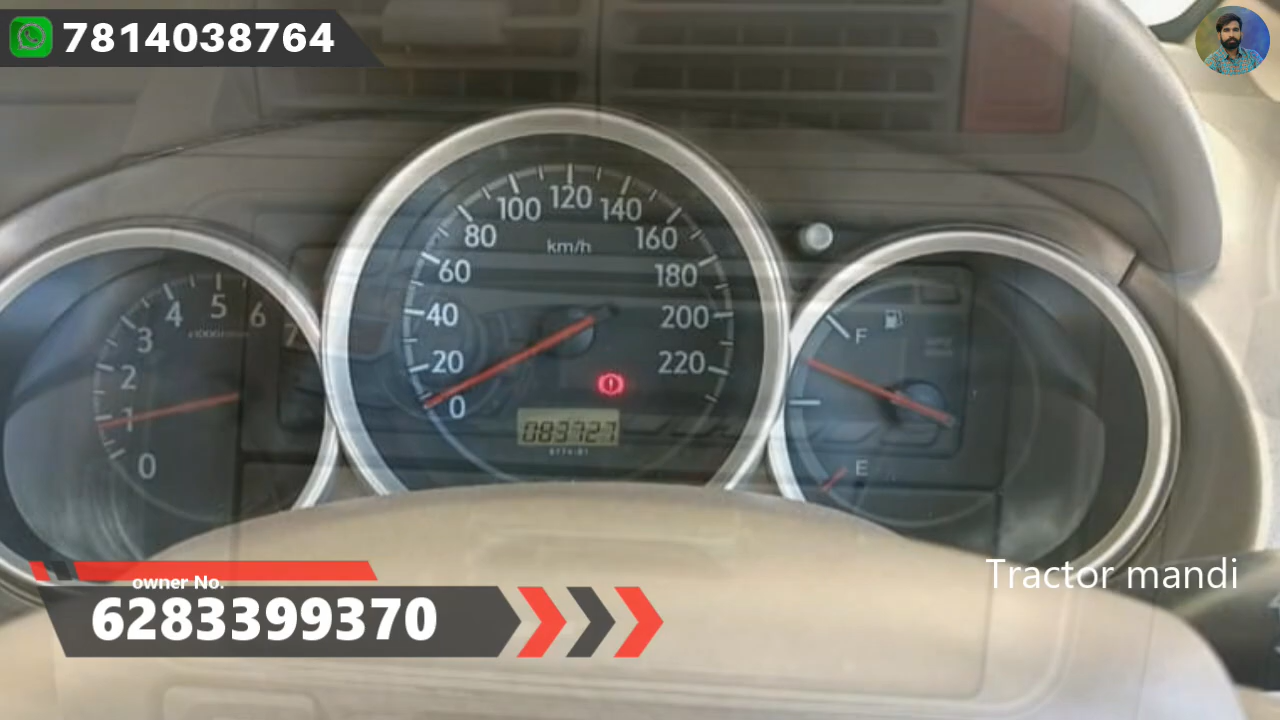 7814038764
100 120 140
80 km/h 160
60 180
40 200
20 220
0
083727
0 1 2 3 4 5 6 7
F
E
owner No.
6283399370
Tractor mandi